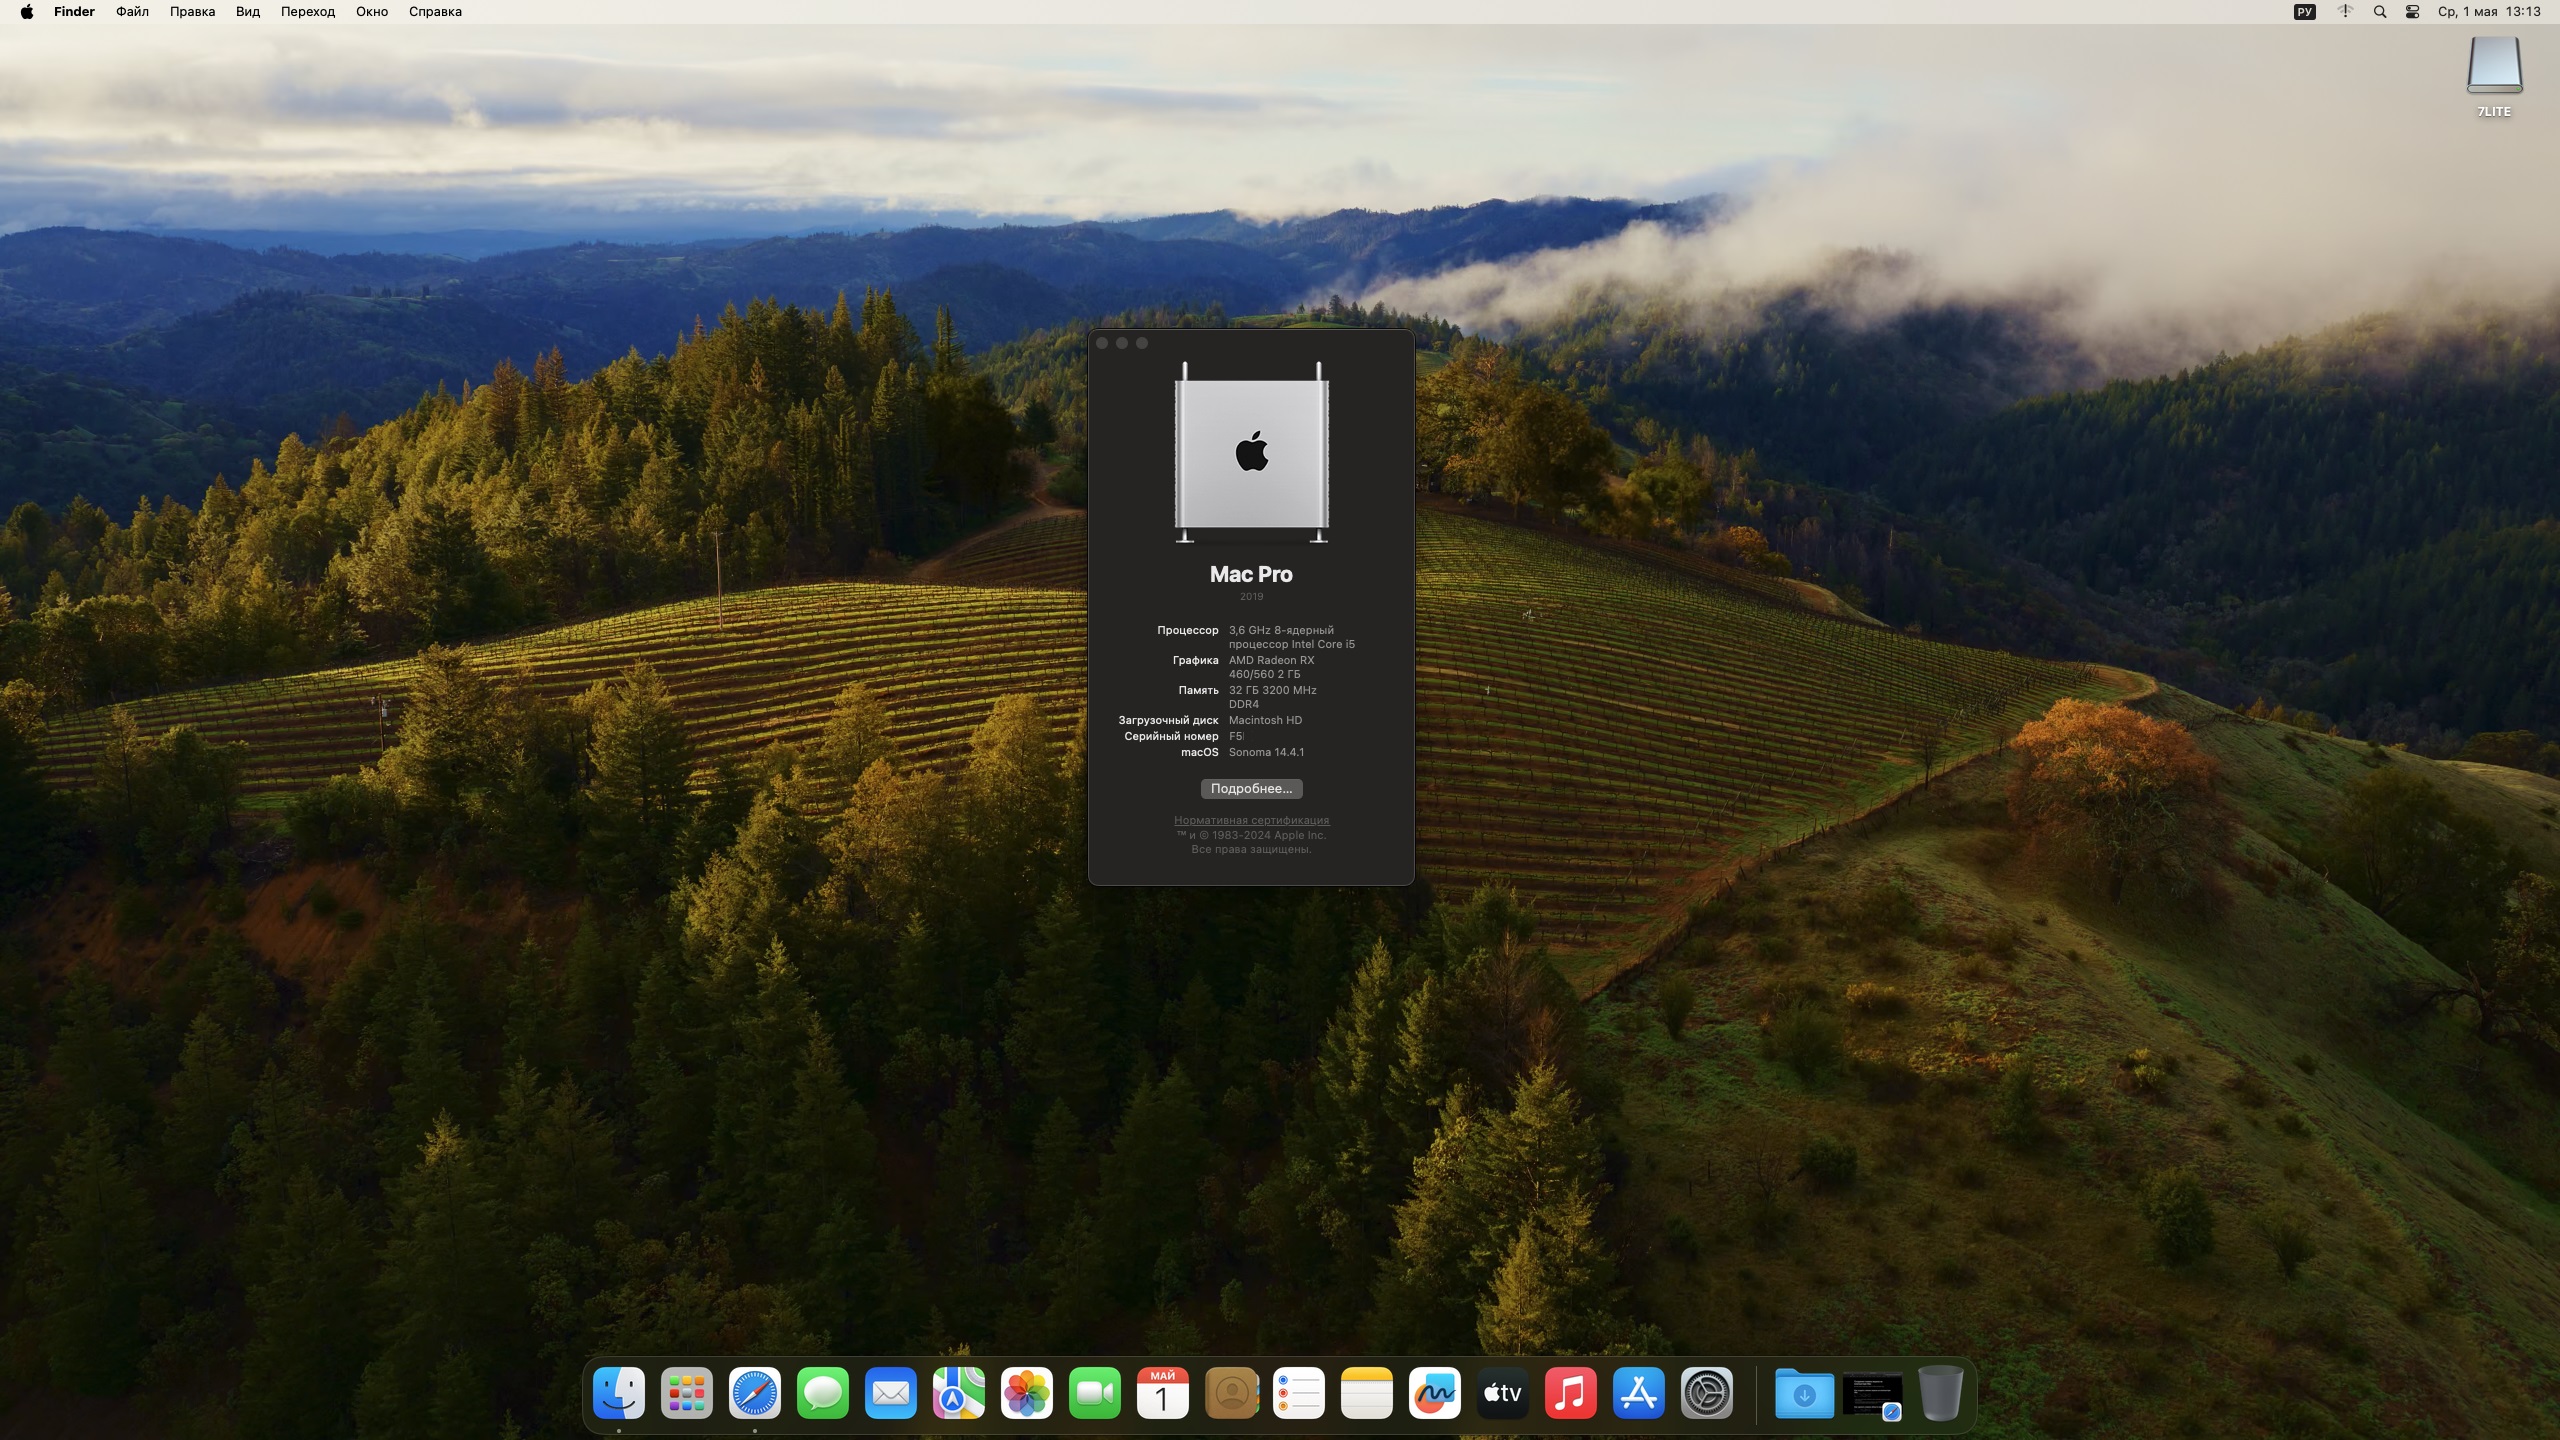 Finder Файл Правка Вид Переход Окно Справка
РУ Ср, 1 мая 13:13
7LITE
Mac Pro
2019
Процессор 3,6 GHz 8-ядерный
процессор Intel Core i5
Графика AMD Radeon RX
460/560 2 ГБ
Память 32 ГБ 3200 MHz
DDR4
Загрузочный диск Macintosh HD
Серийный номер F5
macOS Sonoma 14.4.1
Подробнее...
Нормативная сертификация
™ и © 1983-2024 Apple Inc.
Все права защищены.
МАЙ
1
tv